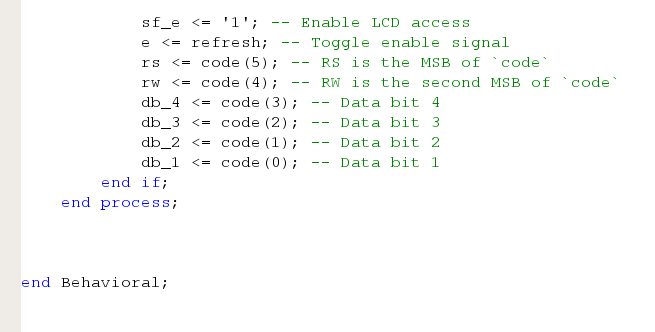 sf_e <= '1'; -- Enable LCD access
e <= refresh; -- Toggle enable signal
rs <= code(5); -- RS is the MSB of `code`
rw <= code(4); -- RW is the second MSB of `code`
db_4 <= code(3); -- Data bit 4
db_3 <= code(2); -- Data bit 3
db_2 <= code(1); -- Data bit 2
db_1 <= code(0); -- Data bit 1
end if;
end process;
end Behavioral;